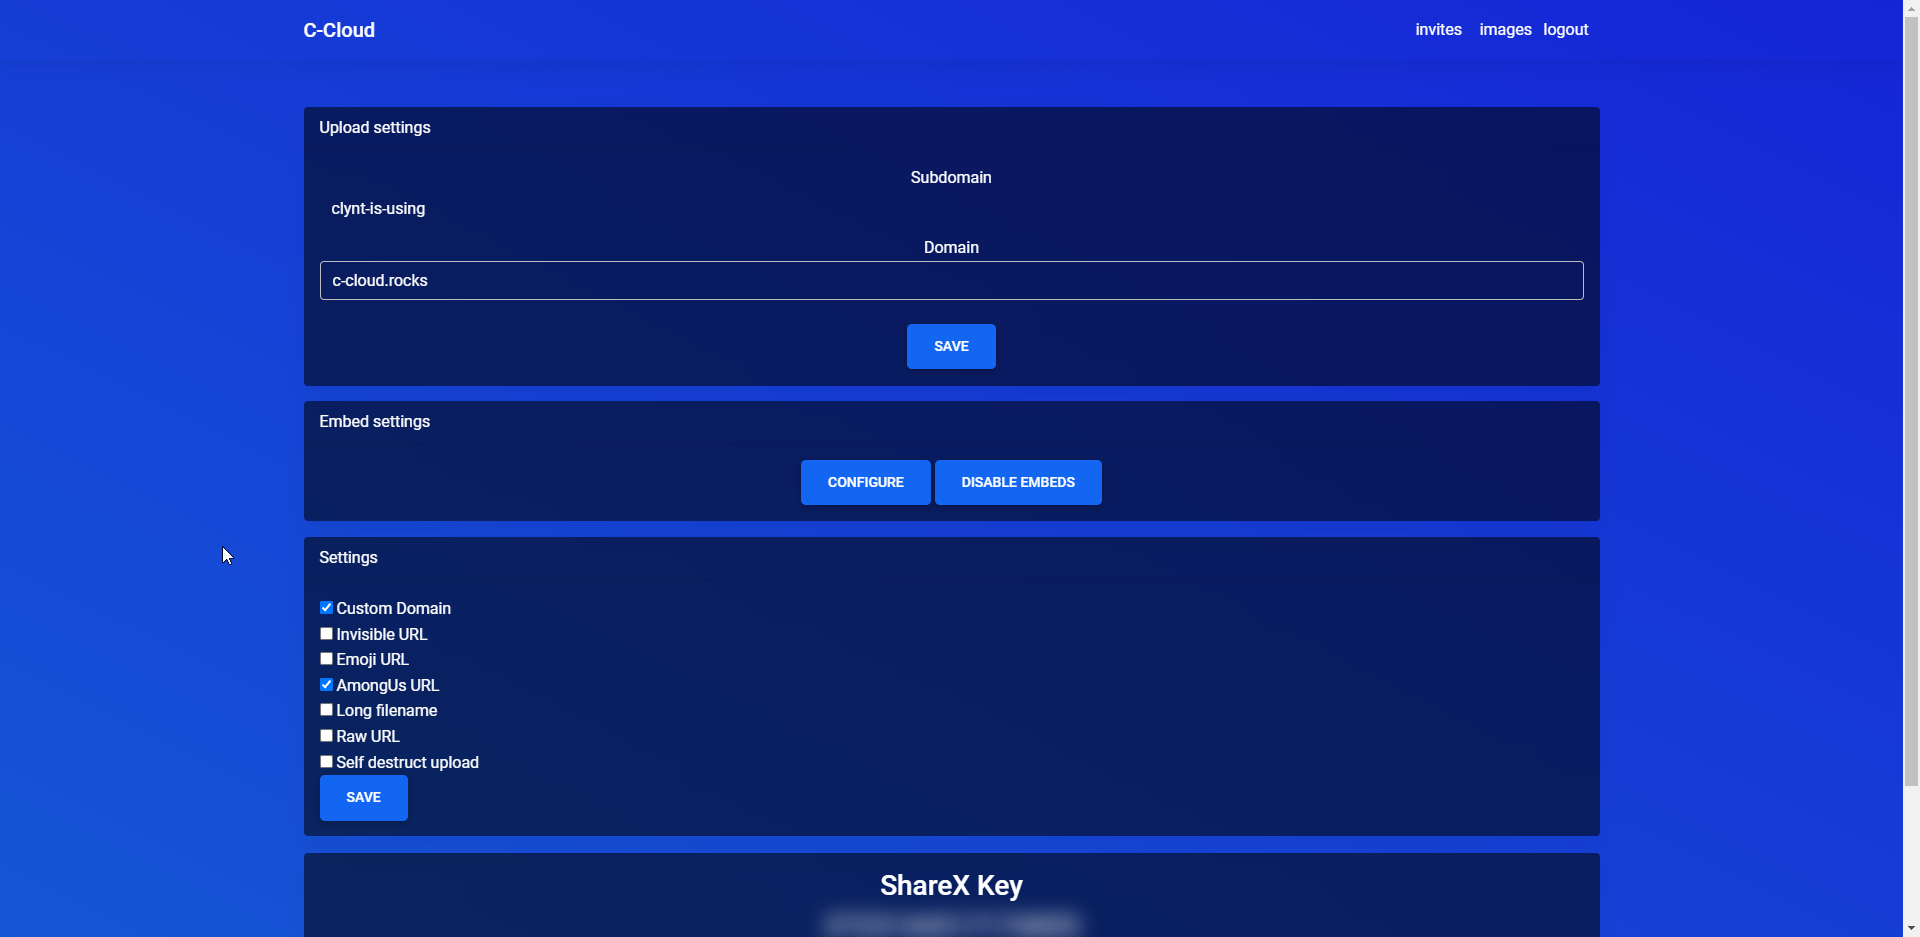 C-Cloud
invites images logout
Upload settings
Subdomain
clynt-is-using
Domain
c-cloud.rocks
SAVE
Embed settings
CONFIGURE DISABLE EMBEDS
Settings
Custom Domain
Invisible URL
Emoji URL
AmongUs URL
Long filename
Raw URL
Self destruct upload
SAVE
ShareX Key